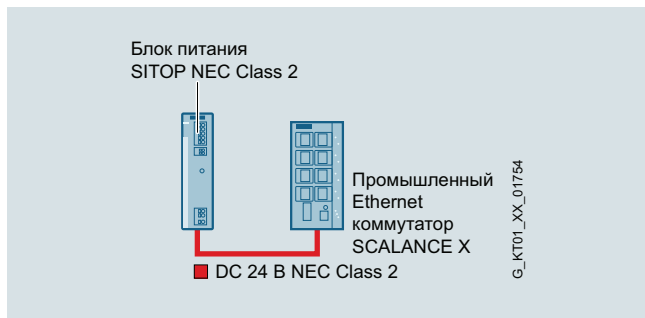 Блок питания
SITOP NEC Class 2
Промышленный
Ethernet
коммутатор
SCALANCE X
DC 24 В NEC Class 2
G_KT01_XX_01754